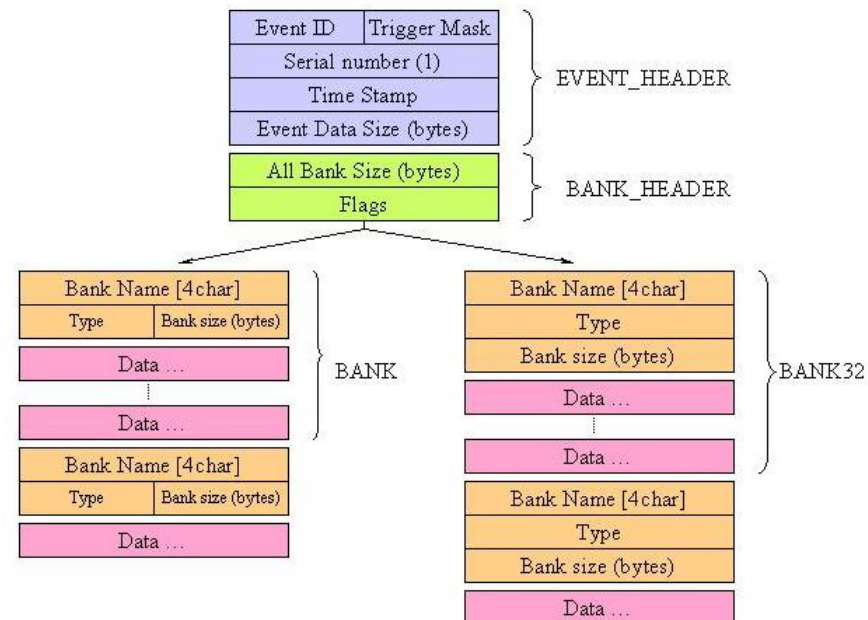 Event ID Trigger Mask
Serial number (1)
Time Stamp
Event Data Size (bytes)
EVENT_HEADER
All Bank Size (bytes)
Flags
BANK_HEADER
Bank Name [4char]
Type Bank size (bytes)
Data ...
Data ...
BANK
Bank Name [4char]
Type Bank size (bytes)
Data ...
Bank Name [4char]
Type
Bank size (bytes)
Data ...
Data ...
BANK32
Bank Name [4char]
Type
Bank size (bytes)
Data ...